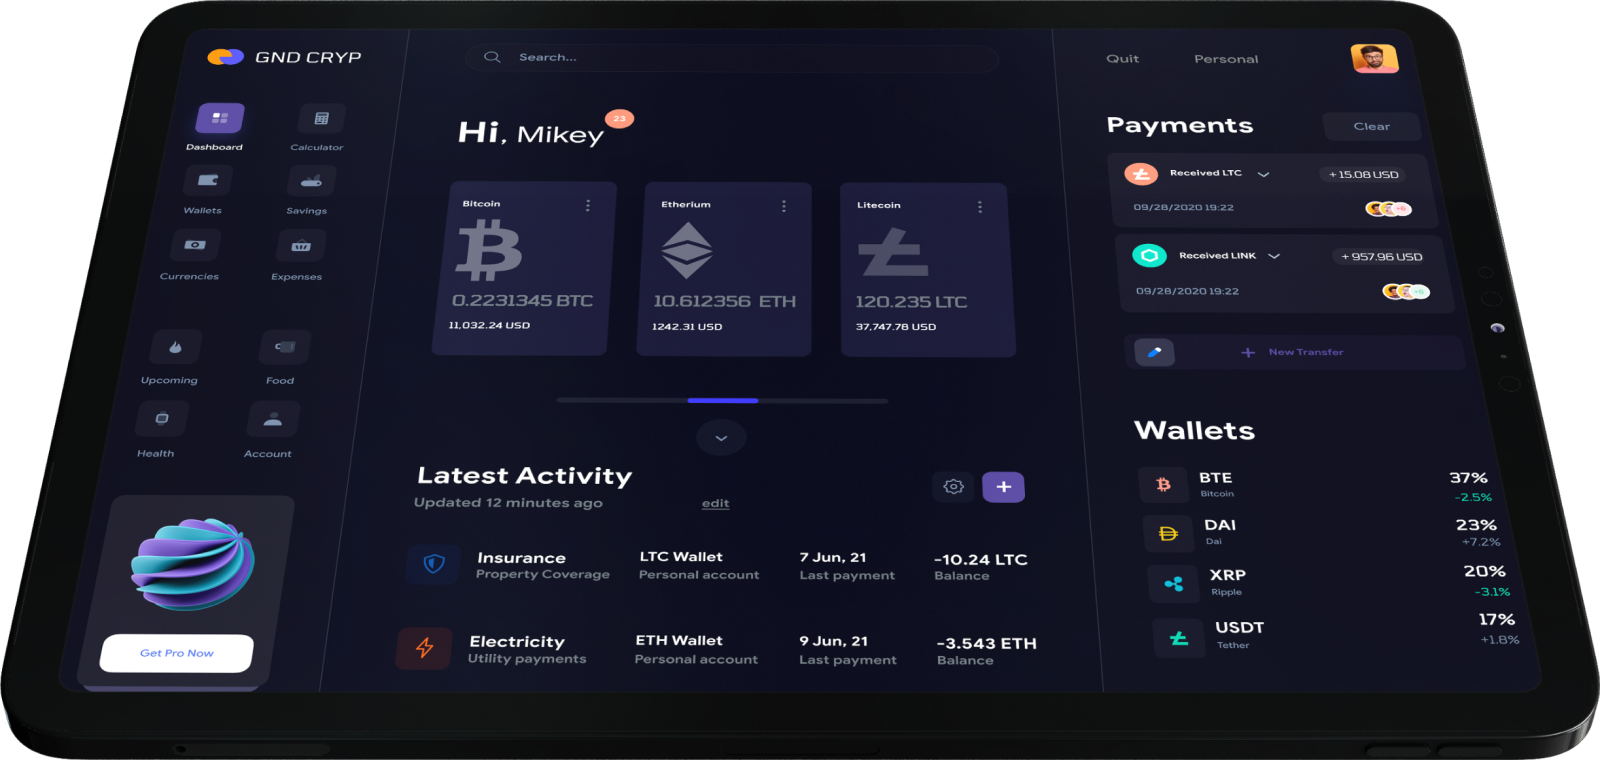 GND CRYP
Dashboard
Calculator
Wallets
Savings
Currencies
Expenses
Upcoming
Food
Health
Account
Get Pro Now
Search...
Hi, Mikey
23
Bitcoin
0.2231345 BTC
11,032.24 USD
Etherium
10.612356 ETH
1242.31 USD
Litecoin
120.235 LTC
37,747.78 USD
Latest Activity
Updated 12 minutes ago
edit
Insurance
Property Coverage
LTC Wallet
Personal account
7 Jun, 21
Last payment
-10.24 LTC
Balance
Electricity
Utility payments
ETH Wallet
Personal account
9 Jun, 21
Last payment
-3.543 ETH
Balance
Quit
Personal
Payments
Clear
Received LTC
+15.08 USD
09/28/2020 19:22
+6
Received LINK
+957.96 USD
09/28/2020 19:22
+6
New Transfer
Wallets
BTE
Bitcoin
37%
-2.5%
DAI
Dai
23%
+7.2%
XRP
Ripple
20%
-3.1%
USDT
Tether
17%
+1.8%